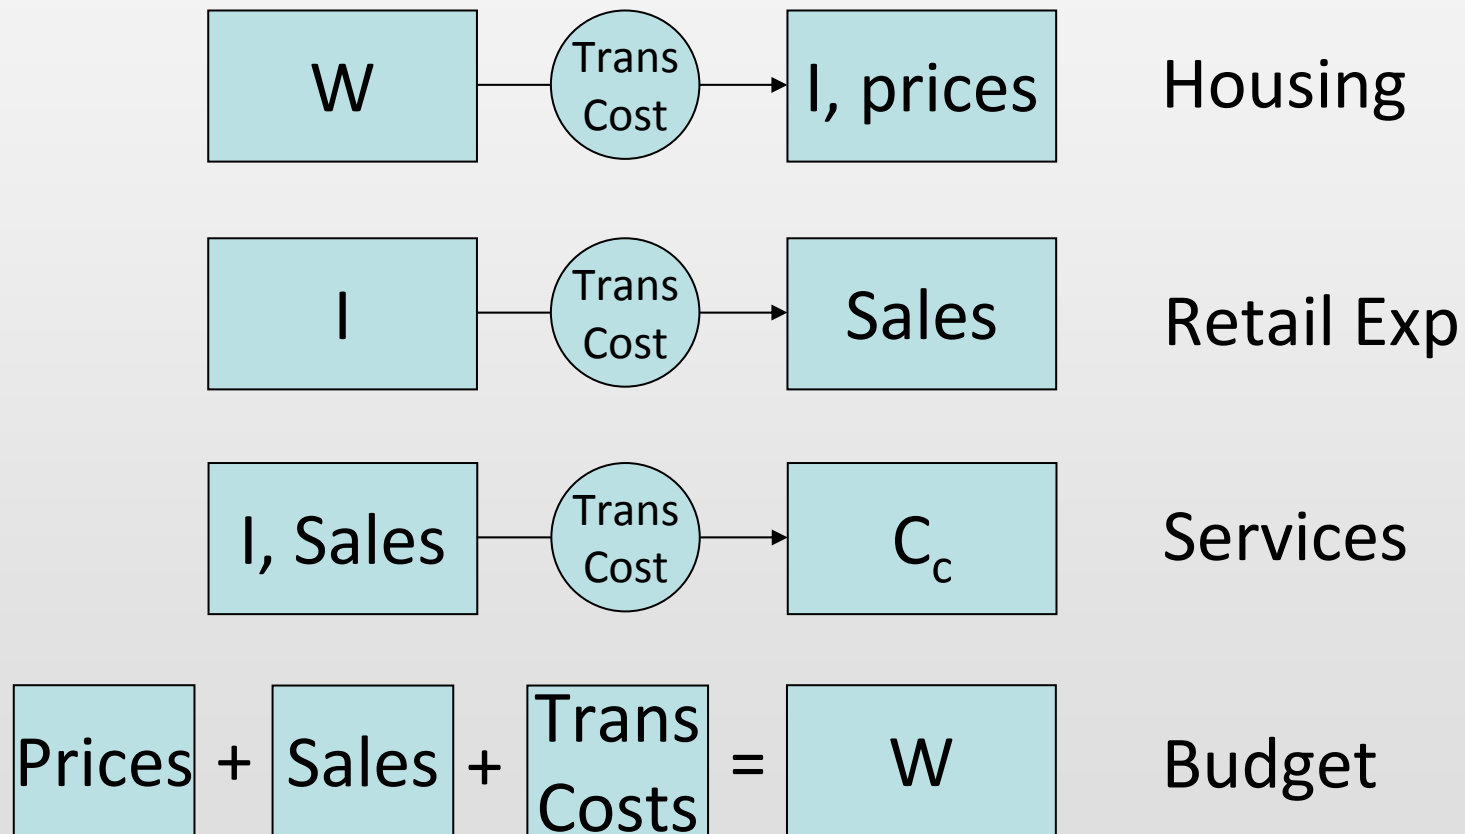 W Trans Cost I, prices Housing
I Trans Cost Sales Retail Exp
I, Sales Trans Cost Cc Services
Prices + Sales + Trans Costs = W Budget